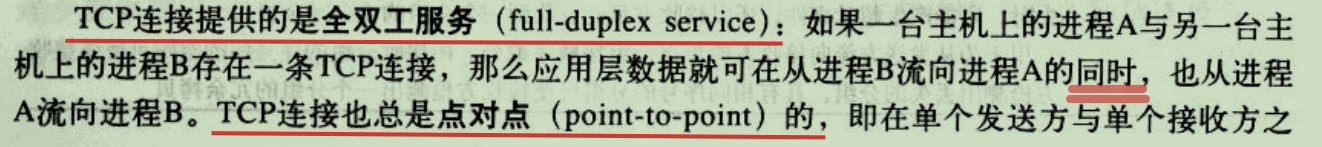 TCP连接提供的是全双工服务（full-duplex service）：如果一台主机上的进程A与另一台主
机上的进程B存在一条TCP连接，那么应用层数据就可在从进程B流向进程A的同时，也从进程
A流向进程B。TCP连接也总是点对点（point-to-point）的，即在单个发送方与单个接收方之